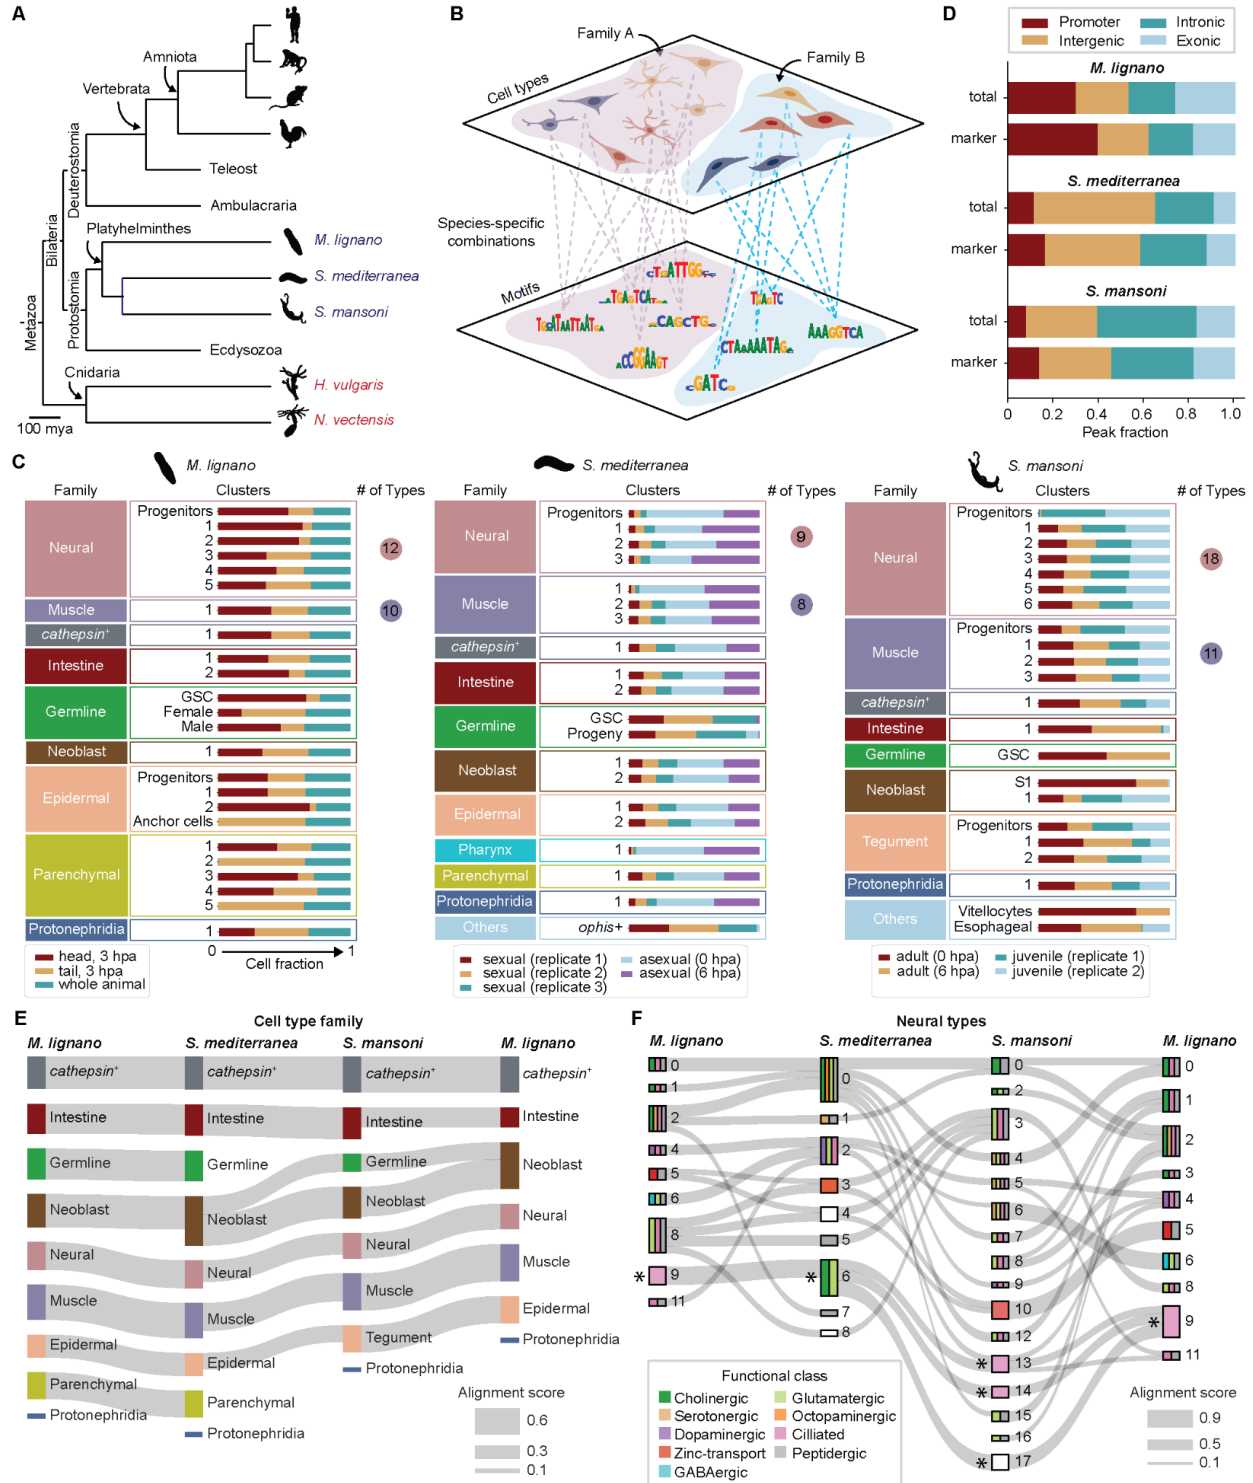 A
Amniota
Vertebrata
Deuterostomia
Teleost
Ambulacraria
Platyhelminthes
Bilateria
M. lignano
S. mediterranea
Protostomia
S. mansoni
Metazoa
Ecdysozoa
Cnidaria
H. vulgaris
N. vectensis
100 mya
B
Family A
Family B
Cell types
Species-specific
combinations
Motifs
D
Promoter
Intronic
Intergenic
Exonic
M. lignano
total
marker
S. mediterranea
total
marker
S. mansoni
total
marker
0 0.2 0.4 0.6 0.8 1.0
Peak fraction
C
M. lignano
Family Clusters # of Types
Neural
Progenitors
1
2
3
4
5
12
Muscle
1
10
cathepsin+
1
Intestine
1
2
Germline
GSC
Female
Male
Neoblast
1
Epidermal
Progenitors
1
2
Anchor cells
Parenchymal
1
2
3
4
5
Protonephridia
1
0 1
Cell fraction
head, 3 hpa
tail, 3 hpa
whole animal
S. mediterranea
Family Clusters # of Types
Neural
Progenitors
1
2
3
9
Muscle
1
2
3
8
cathepsin+
1
Intestine
1
2
Germline
GSC
Progeny
Neoblast
1
2
Epidermal
1
2
Pharynx
1
Parenchymal
1
Protonephridia
1
Others
ophis+
sexual (replicate 1)
sexual (replicate 2)
sexual (replicate 3)
asexual (0 hpa)
asexual (6 hpa)
S. mansoni
Family Clusters # of Types
Neural
Progenitors
1
2
3
4
5
6
18
Muscle
Progenitors
1
2
3
11
cathepsin+
1
Intestine
1
Germline
GSC
Neoblast
S1
1
Tegument
Progenitors
1
2
Protonephridia
1
Others
Vitellocytes
Esophageal
adult (0 hpa)
adult (6 hpa)
juvenile (replicate 1)
juvenile (replicate 2)
E
Cell type family
M. lignano
cathepsin+
Intestine
Germline
Neoblast
Neural
Muscle
Epidermal
Parenchymal
Protonephridia
S. mediterranea
cathepsin+
Intestine
Germline
Neoblast
Neural
Muscle
Epidermal
Parenchymal
Protonephridia
S. mansoni
cathepsin+
Intestine
Germline
Neoblast
Neural
Muscle
Tegument
Protonephridia
M. lignano
cathepsin+
Intestine
Neoblast
Neural
Muscle
Epidermal
Protonephridia
Alignment score
0.6
0.3
0.1
F
Neural types
M. lignano
0
1
2
4
5
6
8
* 9
11
S. mediterranea
0
1
2
3
4
5
* 6
7
8
S. mansoni
0
2
3
4
5
6
7
8
9
10
12
* 13
* 14
15
16
* 17
M. lignano
0
1
2
3
4
5
6
8
* 9
11
Functional class
Cholinergic
Serotonergic
Dopaminergic
Zinc-transport
GABAergic
Glutamatergic
Octopaminergic
Ciliated
Peptidergic
Alignment score
0.9
0.5
0.1